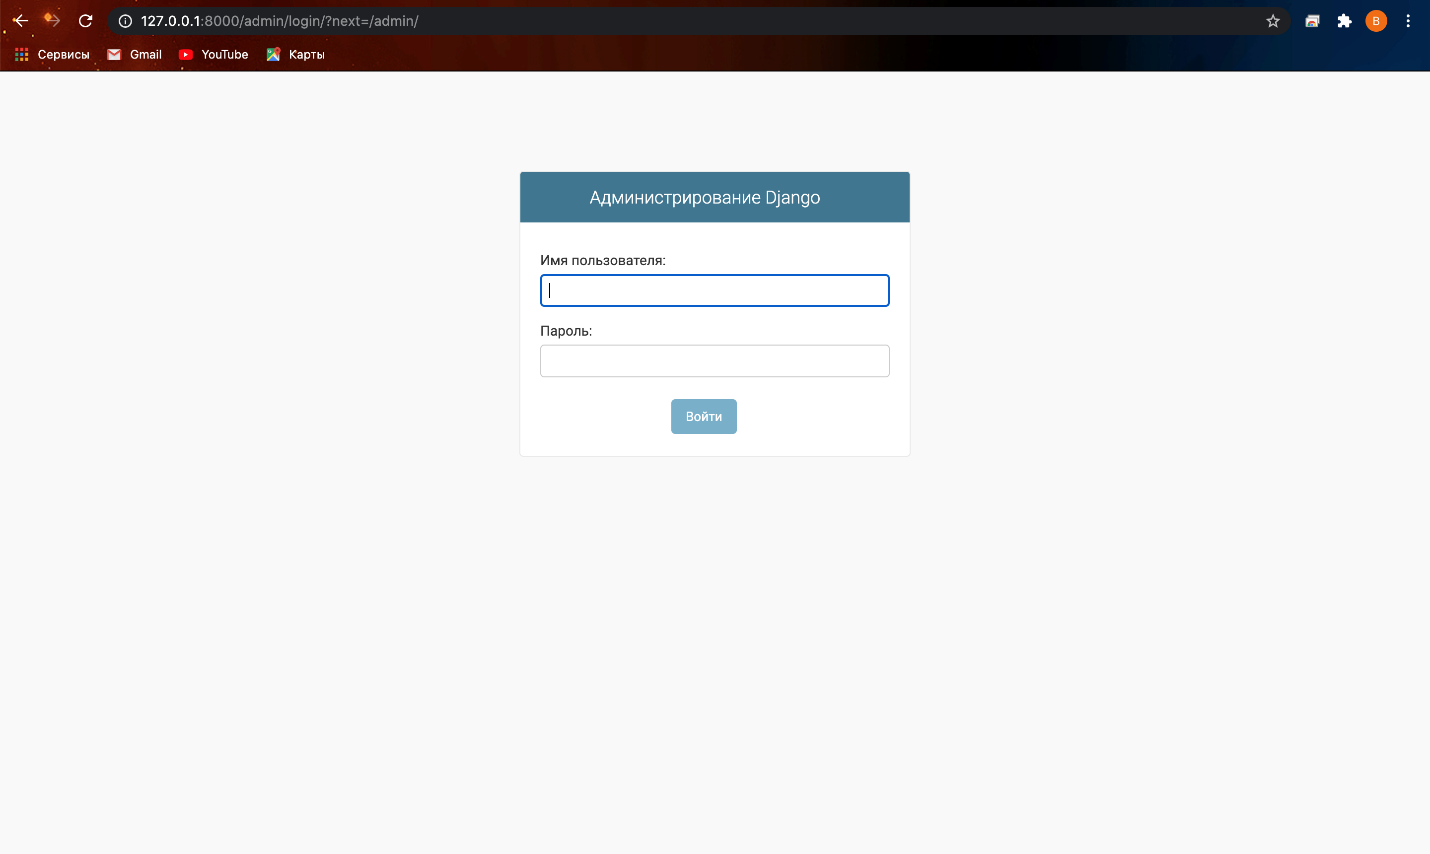 127.0.0.1:8000/admin/login/?next=/admin/
B
Сервисы Gmail YouTube Карты
Администрирование Django
Имя пользователя:
Пароль:
Войти